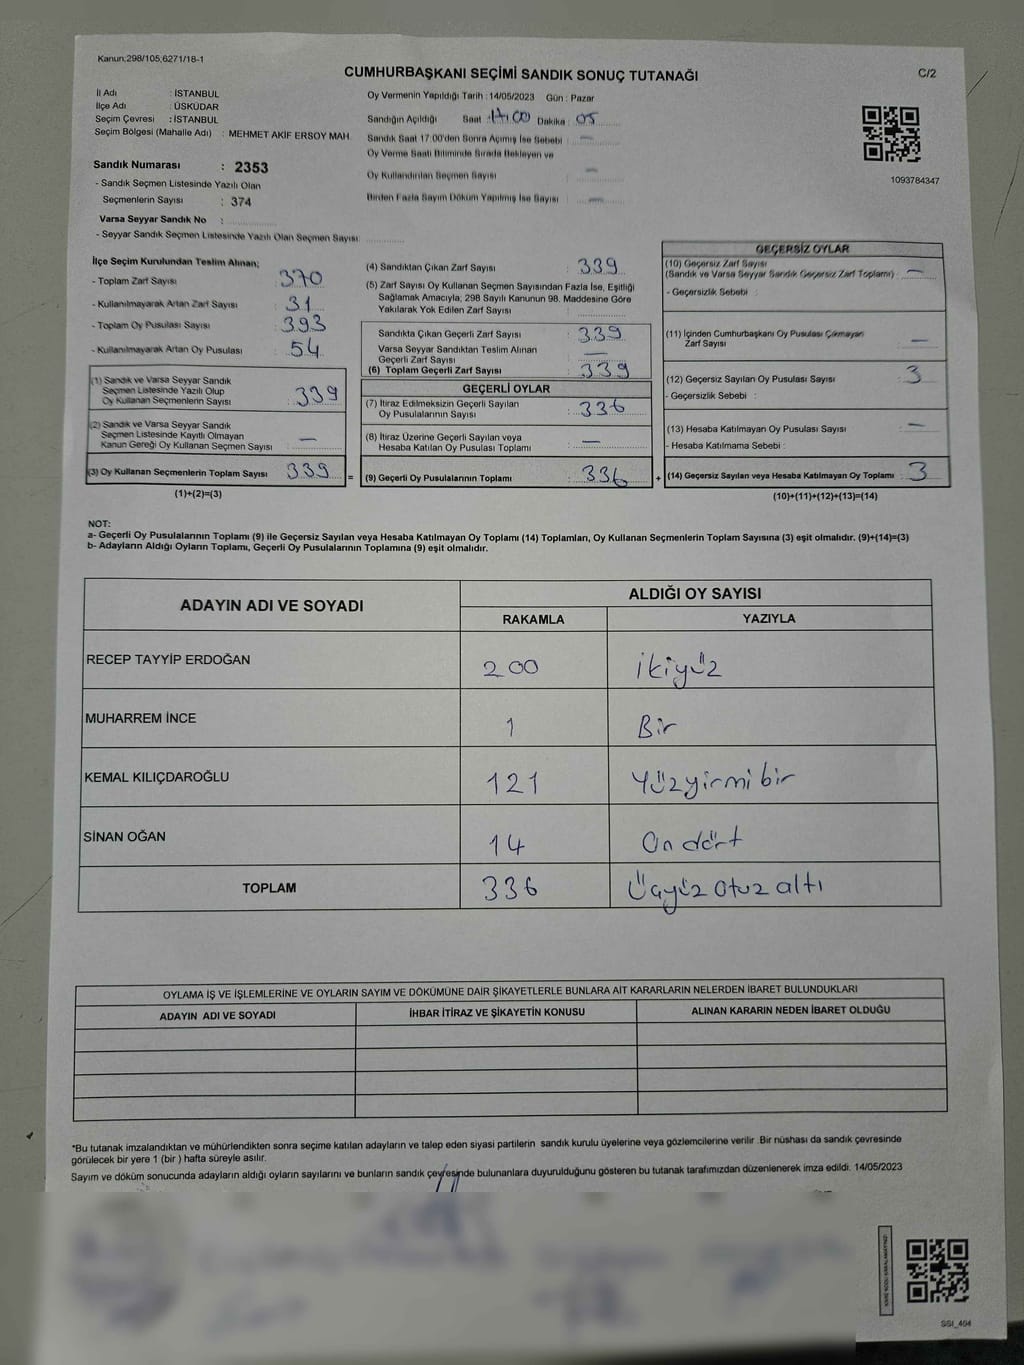 Kanun:298/105,6271/18-1
CUMHURBAŞKANI SEÇİMİ SANDIK SONUÇ TUTANAĞI
C/2
İl Adı : İSTANBUL
İlçe Adı : ÜSKÜDAR
Seçim Çevresi : İSTANBUL
Seçim Bölgesi (Mahalle Adı) : MEHMET AKİF ERSOY MAH.
Sandık Numarası : 2353
- Sandık Seçmen Listesinde Yazılı Olan
Seçmenlerin Sayısı : 374
Varsa Seyyar Sandık No :
- Seyyar Sandık Seçmen Listesinde Yazılı Olan Seçmen Sayısı:
Oy Vermenin Yapıldığı Tarih : 14/05/2023 Gün : Pazar
Sandığın Açıldığı Saat : 17:00 Dakika : 05
Sandık Saat 17:00'den Sonra Açımış İse Sebebi : —
Oy Verme Saati Bitiminde Sırada Bekleyen ve
Oy Kullandırılan Seçmen Sayısı : —
Birden Fazla Sayım Döküm Yapılmış İse Sayısı : —
1093784347
İlçe Seçim Kurulundan Teslim Alınan;
- Toplam Zarf Sayısı : 370
- Kullanılmayarak Artan Zarf Sayısı : 31
- Toplam Oy Pusulası Sayısı : 393
- Kullanılmayarak Artan Oy Pusulası : 54
(1) Sandık ve Varsa Seyyar Sandık
Seçmen Listesinde Yazılı Olup
Oy Kullanan Seçmenlerin Sayısı : 339
(2) Sandık ve Varsa Seyyar Sandık
Seçmen Listesinde Kayıtlı Olmayan
Kanun Gereği Oy Kullanan Seçmen Sayısı : —
(3) Oy Kullanan Seçmenlerin Toplam Sayısı : 339
(1)+(2)=(3)
(4) Sandıktan Çıkan Zarf Sayısı : 339
(5) Zarf Sayısı Oy Kullanan Seçmen Sayısından Fazla İse, Eşitliği
Sağlamak Amacıyla, 298 Sayılı Kanunun 98. Maddesine Göre
Yakılarak Yok Edilen Zarf Sayısı :
Sandıkta Çıkan Geçerli Zarf Sayısı : 339
Varsa Seyyar Sandıktan Teslim Alınan
Geçerli Zarf Sayısı : —
(6) Toplam Geçerli Zarf Sayısı : 339
GEÇERLİ OYLAR
(7) İtiraz Edilmeksizin Geçerli Sayılan
Oy Pusulalarının Sayısı : 336
(8) İtiraz Üzerine Geçerli Sayılan veya
Hesaba Katılan Oy Pusulası Toplamı : —
= (9) Geçerli Oy Pusulalarının Toplamı : 336
GEÇERSİZ OYLAR
(10) Geçersiz Zarf Sayısı
(Sandık ve Varsa Seyyar Sandık Geçersiz Zarf Toplamı) : —
- Geçersizlik Sebebi :
(11) İçinden Cumhurbaşkanı Oy Pusulası Çıkmayan
Zarf Sayısı : —
(12) Geçersiz Sayılan Oy Pusulası Sayısı : 3
- Geçersizlik Sebebi :
(13) Hesaba Katılmayan Oy Pusulası Sayısı : —
- Hesaba Katılmama Sebebi :
+ (14) Geçersiz Sayılan veya Hesaba Katılmayan Oy Toplamı : 3
(10)+(11)+(12)+(13)=(14)
NOT:
a- Geçerli Oy Pusulalarının Toplamı (9) ile Geçersiz Sayılan veya Hesaba Katılmayan Oy Toplamı (14) Toplamları, Oy Kullanan Seçmenlerin Toplam Sayısına (3) eşit olmalıdır. (9)+(14)=(3)
b- Adayların Aldığı Oyların Toplamı, Geçerli Oy Pusulalarının Toplamına (9) eşit olmalıdır.
ADAYIN ADI VE SOYADI
ALDIĞI OY SAYISI
RAKAMLA YAZIYLA
RECEP TAYYİP ERDOĞAN 200 ikiyüz
MUHARREM İNCE 1 Bir
KEMAL KILIÇDAROĞLU 121 Yüzyirmi bir
SİNAN OĞAN 14 On dört
TOPLAM 336 Üçyüz otuz altı
OYLAMA İŞ VE İŞLEMLERİNE VE OYLARIN SAYIM VE DÖKÜMÜNE DAİR ŞİKAYETLERLE BUNLARA AİT KARARLARIN NELERDEN İBARET BULUNDUKLARI
ADAYIN ADI VE SOYADI İHBAR İTİRAZ VE ŞİKAYETİN KONUSU ALINAN KARARIN NEDEN İBARET OLDUĞU
*Bu tutanak imzalandıktan ve mühürlendikten sonra seçime katılan adayların ve talep eden siyasi partilerin sandık kurulu üyelerine veya gözlemcilerine verilir .Bir nüshası da sandık çevresinde
görülecek bir yere 1 (bir ) hafta süreyle asılır.
Sayım ve döküm sonucunda adayların aldığı oyların sayılarını ve bunların sandık çevresinde bulunanlara duyurulduğunu gösteren bu tutanak tarafımızdan düzenlenerek imza edildi. 14/05/2023
SSI_494